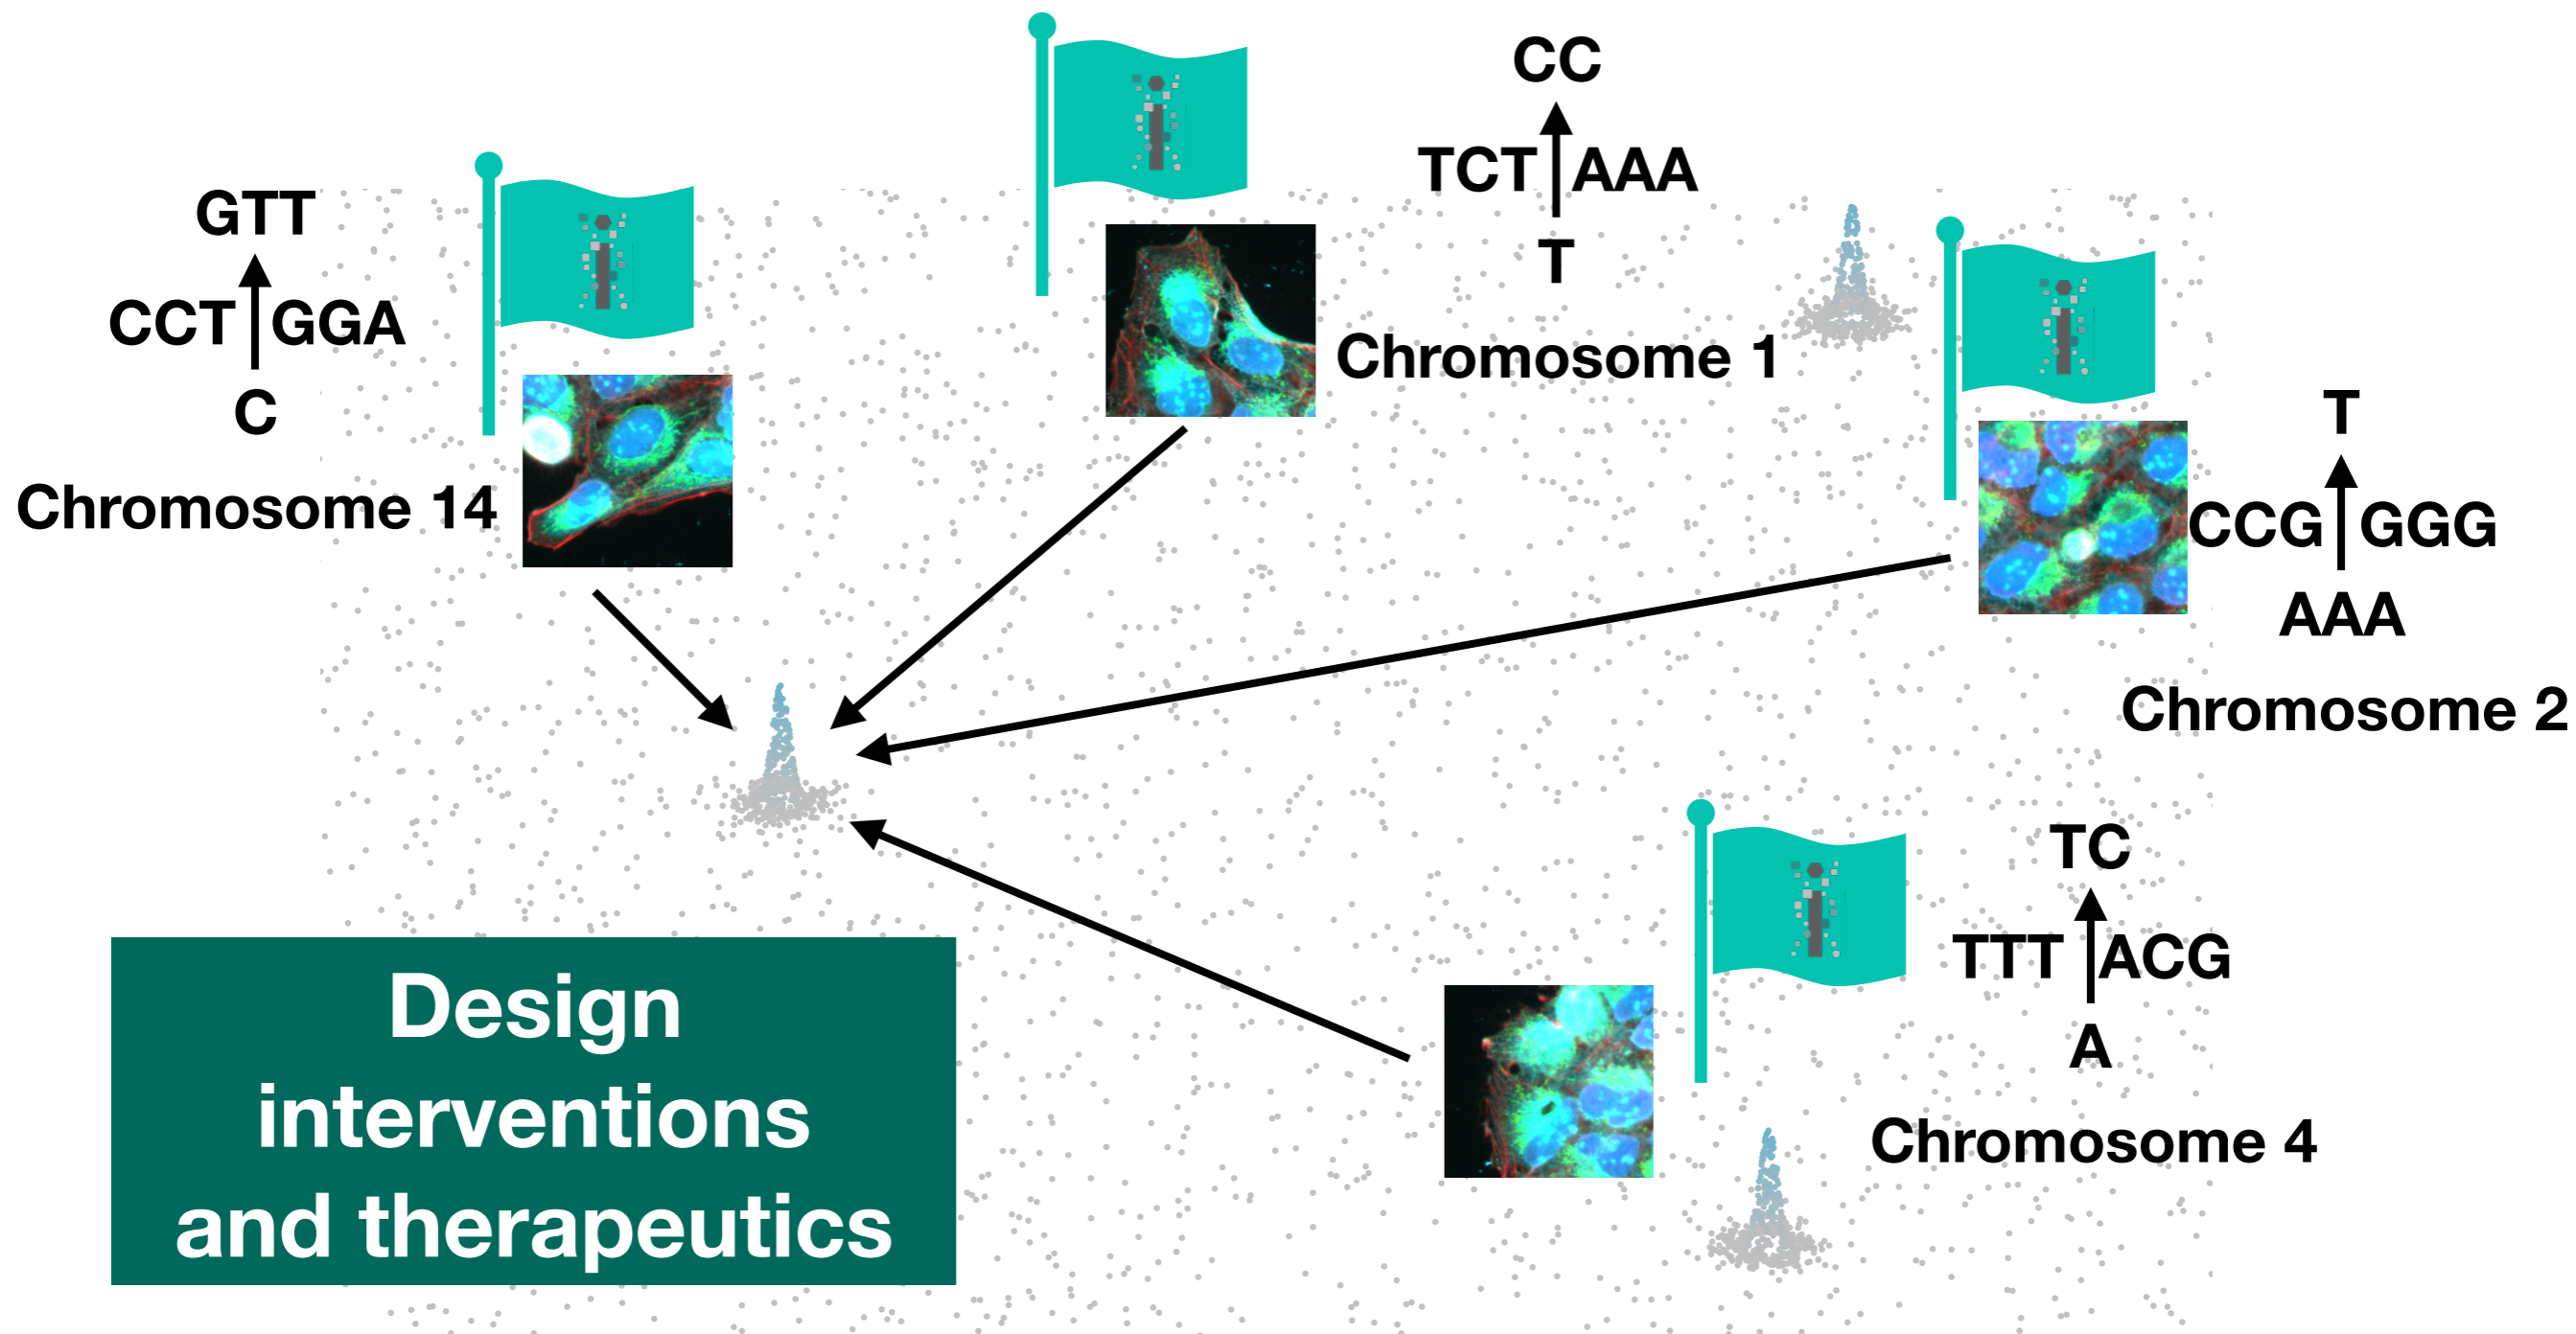 GTT
CCT GGA
C
Chromosome 14
CC
TCT AAA
T
Chromosome 1
T
CCG GGG
AAA
Chromosome 2
TC
TTT ACG
A
Chromosome 4
Design
interventions
and therapeutics